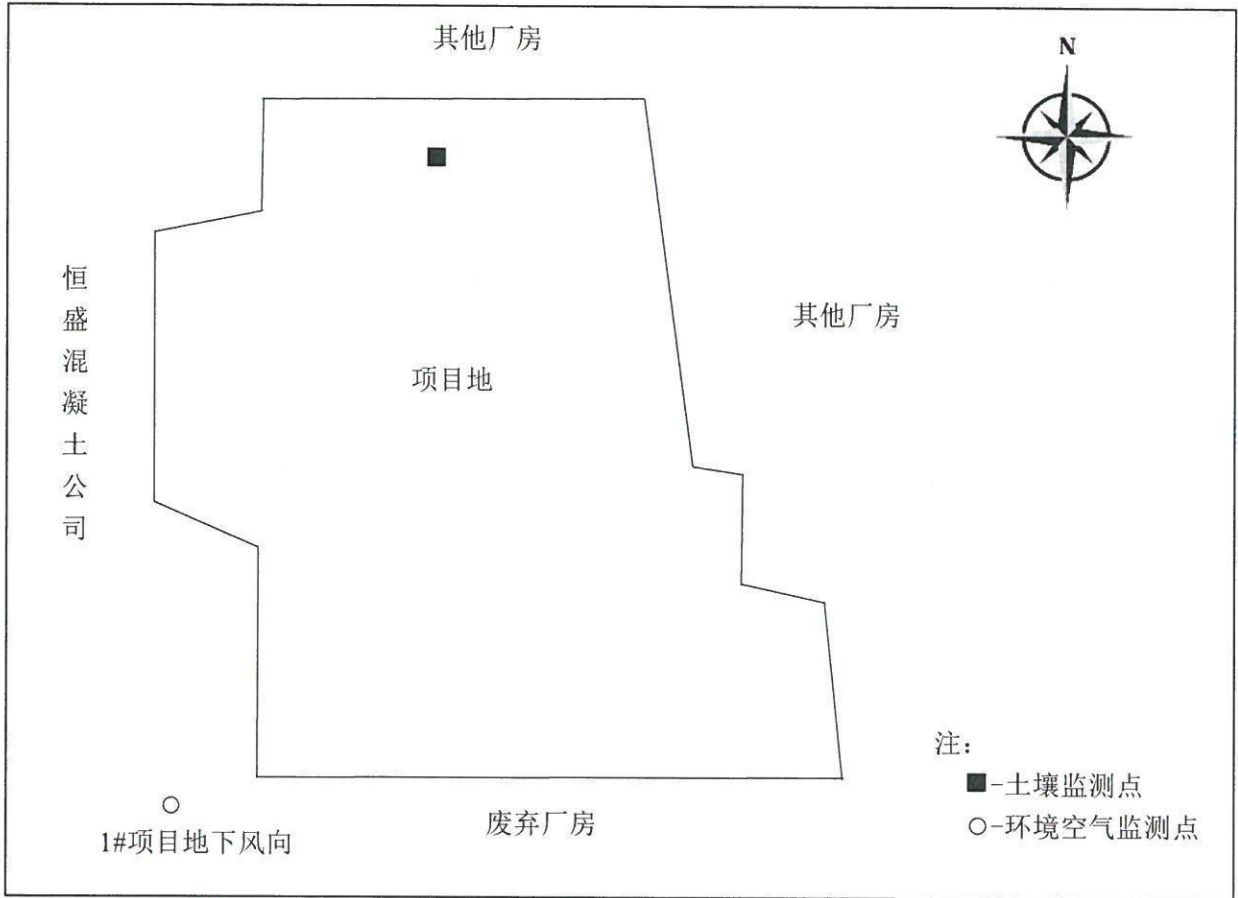 其他厂房
N
其他厂房
恒盛混凝土公司
项目地
注：
■-土壤监测点
○-环境空气监测点
废弃厂房
1#项目地下风向